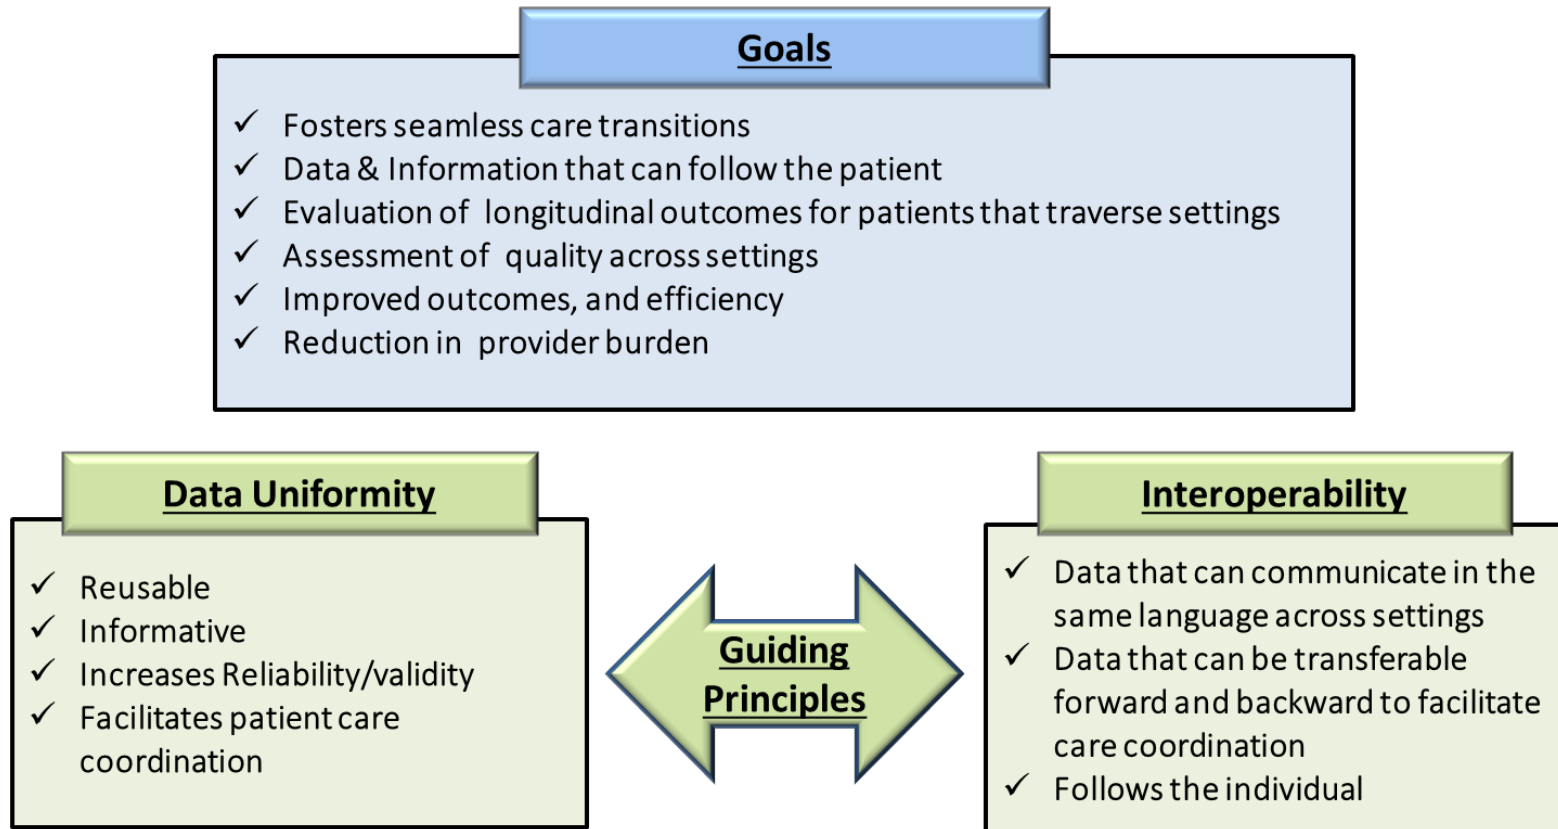 Goals
✓ Fosters seamless care transitions
✓ Data & Information that can follow the patient
✓ Evaluation of longitudinal outcomes for patients that traverse settings
✓ Assessment of quality across settings
✓ Improved outcomes, and efficiency
✓ Reduction in provider burden
Data Uniformity
✓ Reusable
✓ Informative
✓ Increases Reliability/validity
✓ Facilitates patient care
coordination
Guiding
Principles
Interoperability
✓ Data that can communicate in the
same language across settings
✓ Data that can be transferable
forward and backward to facilitate
care coordination
✓ Follows the individual